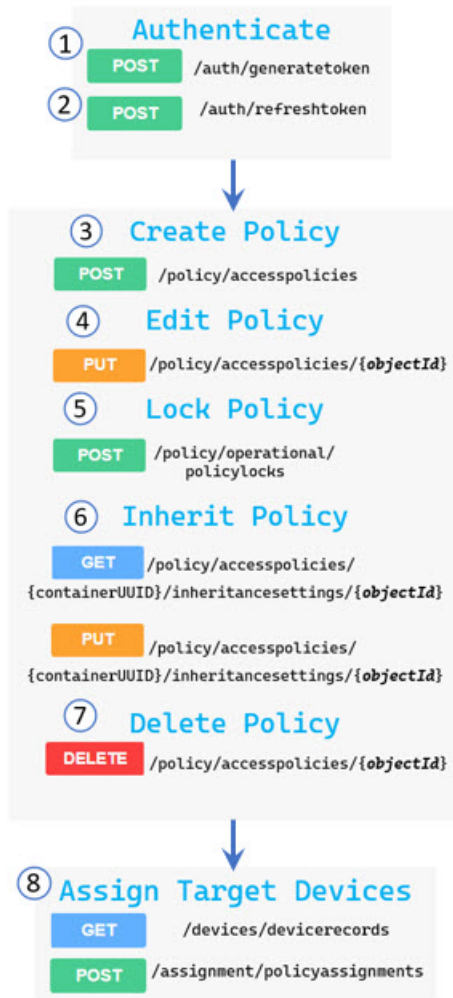 Authenticate
1
POST /auth/generatetoken
2
POST /auth/refreshtoken
3 Create Policy
POST /policy/accesspolicies
4 Edit Policy
PUT /policy/accesspolicies/{objectId}
5 Lock Policy
POST /policy/operational/
policylocks
6 Inherit Policy
GET /policy/accesspolicies/
{containerUUID}/inheritancesettings/{objectId}
PUT /policy/accesspolicies/
{containerUUID}/inheritancesettings/{objectId}
7 Delete Policy
DELETE /policy/accesspolicies/{objectId}
8 Assign Target Devices
GET /devices/devicerecords
POST /assignment/policyassignments